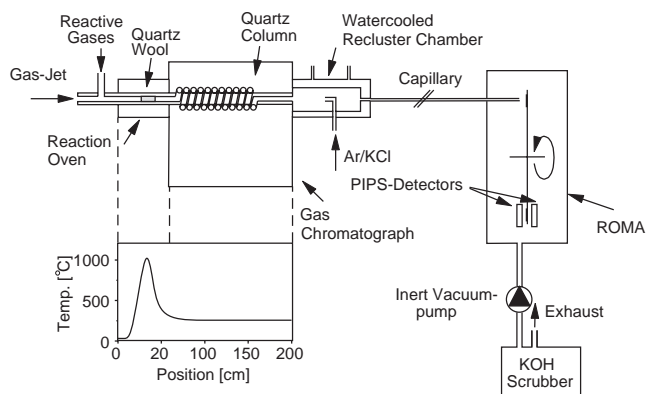 Reactive
Gases
Quartz
Wool
Quartz
Column
Watercooled
Recluster Chamber
Gas-Jet
Capillary
Reaction
Oven
Ar/KCl
PIPS-Detectors
Gas
Chromatograph
ROMA
Temp. [°C]
1000
500
0
0
20
100
150
200
Position [cm]
Inert Vacuum-
pump
Exhaust
KOH
Scrubber